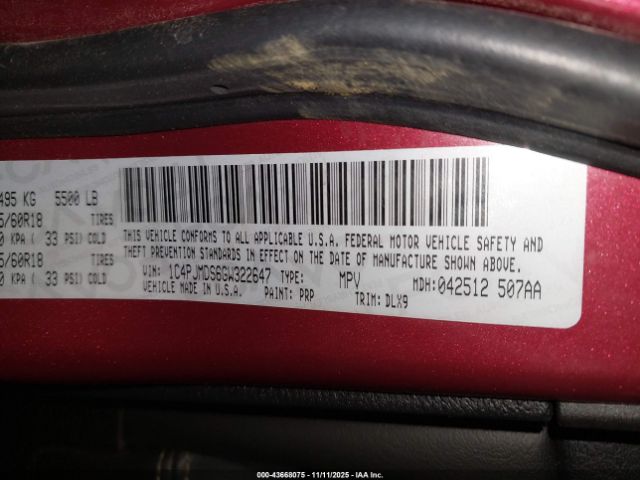 495 KG 5500 LB
5/60R18 TIRES
0 KPA ( 33 PSI) COLD
5/60R18 TIRES
0 KPA ( 33 PSI) COLD
THIS VEHICLE CONFORMS TO ALL APPLICABLE U.S.A. FEDERAL MOTOR VEHICLE SAFETY AND
THEFT PREVENTION STANDARDS IN EFFECT ON THE DATE OF MANUFACTURE SHOWN ABOVE.
VIN: 1C4PJMDS6GW322647 TYPE: MPV MDH: 042512 507AA
VEHICLE MADE IN U.S.A. PAINT: PRP TRIM: DLX9
000-43668075 - 11/11/2025 - IAA Inc.